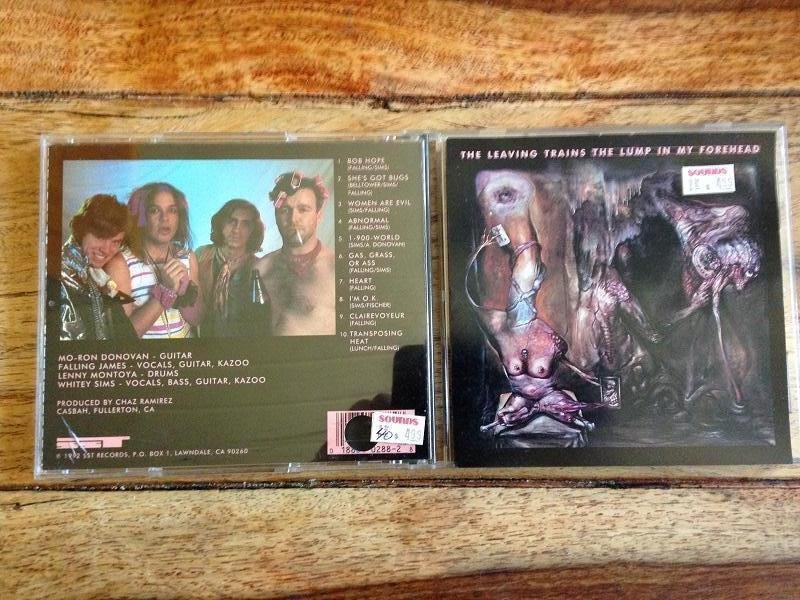 1. BOB HOPE
(FALLING/SIMS)
2. SHE'S GOT BUGS
(BELLTOWER/SIMS/
FALLING)
3. WOMEN ARE EVIL
(SIMS/FALLING)
4. ABNORMAL
(FALLING/SIMS)
5. 1-900-WORLD
(SIMS/A. DONOVAN)
6. GAS, GRASS,
OR ASS
(FALLING/SIMS)
7. HEART
(FALLING)
8. I'M O.K.
(SIMS/FISCHER)
9. CLAIREVOYEUR
(FALLING)
10. TRANSPOSING
HEAT
(LUNCH/FALLING)
MO-RON DONOVAN - GUITAR
FALLING JAMES - VOCALS, GUITAR, KAZOO
LENNY MONTOYA - DRUMS
WHITEY SIMS - VOCALS, BASS, GUITAR, KAZOO
PRODUCED BY CHAZ RAMIREZ
CASBAH, FULLERTON, CA
SST
℗ 1992 SST RECORDS, P.O. BOX 1, LAWNDALE, CA 90260
SOUNDS
THE LEAVING TRAINS THE LUMP IN MY FOREHEAD
SOUNDS